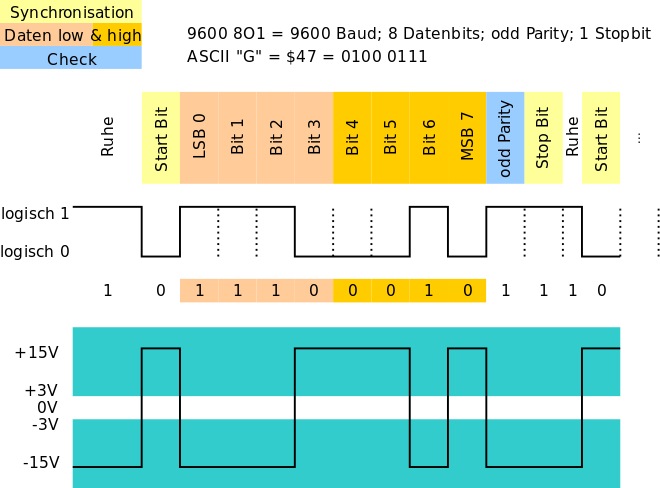 Synchronisation
Daten low & high
Check
9600 8O1 = 9600 Baud; 8 Datenbits; odd Parity; 1 Stopbit
ASCII "G" = $47 = 0100 0111
Ruhe
Start Bit
LSB 0
Bit 1
Bit 2
Bit 3
Bit 4
Bit 5
Bit 6
MSB 7
odd Parity
Stop Bit
Ruhe
Start Bit
...
logisch 1
logisch 0
1 0 1 1 1 0 0 0 1 0 1 1 1 0
+15V
+3V
0V
-3V
-15V